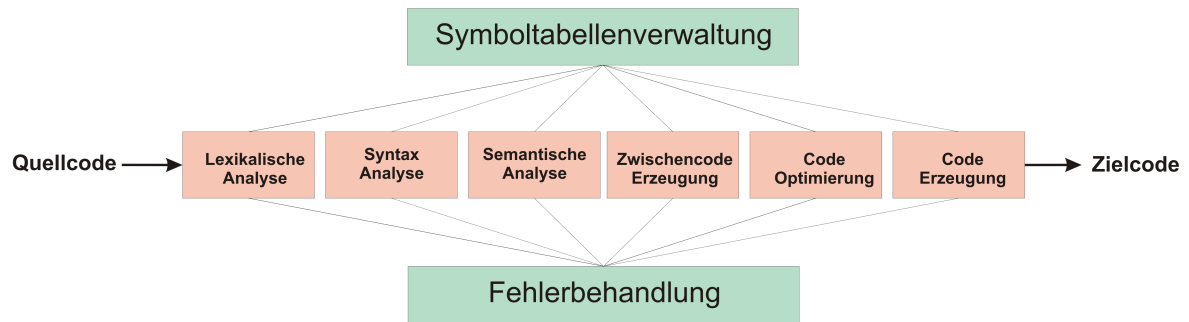 Symboltabellenverwaltung
Quellcode
Lexikalische
Analyse
Syntax
Analyse
Semantische
Analyse
Zwischencode
Erzeugung
Code
Optimierung
Code
Erzeugung
Zielcode
Fehlerbehandlung